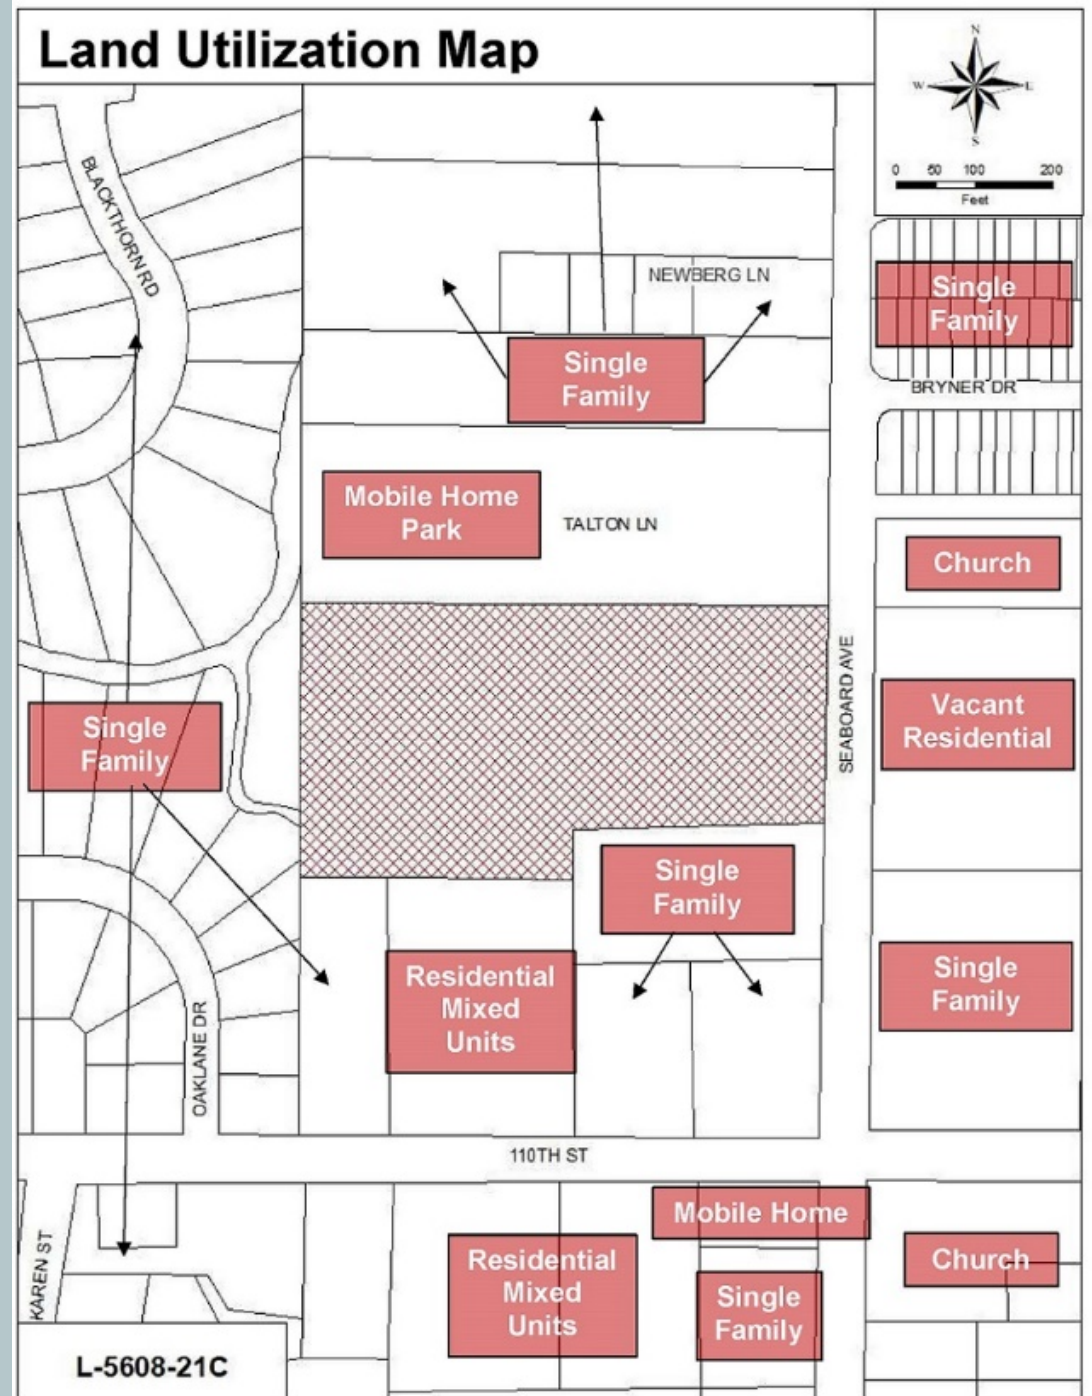 Land Utilization Map
N
W
E
S
0 50 100 200
Feet
BLACKTHORN RD
NEWBERG LN
Single
Family
Single
Family
BRYNER DR
Mobile Home
Park
TALTON LN
Church
SEABOARD AVE
Vacant
Residential
Single
Family
Single
Family
Residential
Mixed
Units
Single
Family
OAKLANE DR
110TH ST
KAREN ST
Mobile Home
Residential
Mixed
Units
Single
Family
Church
L-5608-21C